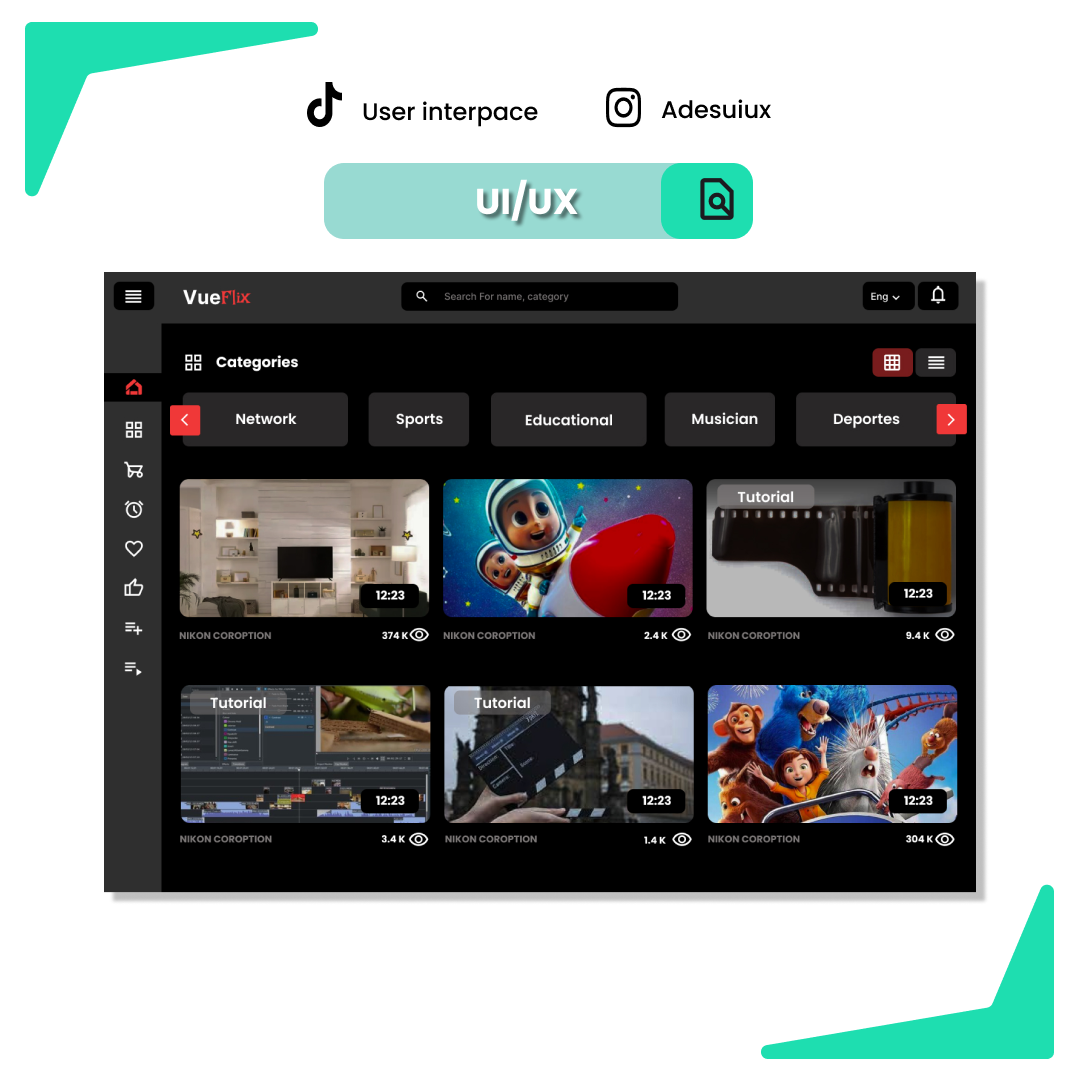 User interpace
Adesuiux
UI/UX
VueFlix
Search For name, category
Eng
Categories
Network
Sports
Educational
Musician
Deportes
12:23
12:23
Tutorial
12:23
NIKON COROPTION
374 K
NIKON COROPTION
2.4 K
NIKON COROPTION
9.4 K
Tutorial
12:23
Tutorial
12:23
12:23
NIKON COROPTION
3.4 K
NIKON COROPTION
1.4 K
NIKON COROPTION
304 K